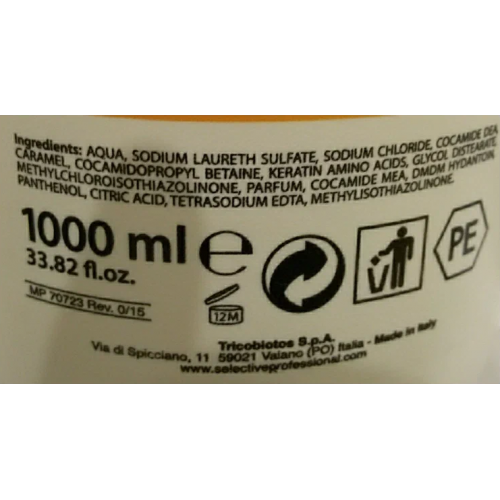 Ingredients: AQUA, SODIUM LAURETH SULFATE, SODIUM CHLORIDE, COCAMIDE DEA,
CARAMEL, COCAMIDOPROPYL BETAINE, KERATIN AMINO ACIDS, GLYCOL DISTEARATE,
METHYLCHLOROISOTHIAZOLINONE, PARFUM, COCAMIDE MEA, DMDM HYDANTOIN,
PANTHENOL, CITRIC ACID, TETRASODIUM EDTA, METHYLISOTHIAZOLINONE.
1000 ml e
33.82 fl.oz.
PE
12M
MP 70723 Rev. 0/15
Tricobiotos S.p.A.
Via di Spicciano, 11 59021 Vaiano (PO) Italia - Made in Italy
www.selectiveprofessional.com